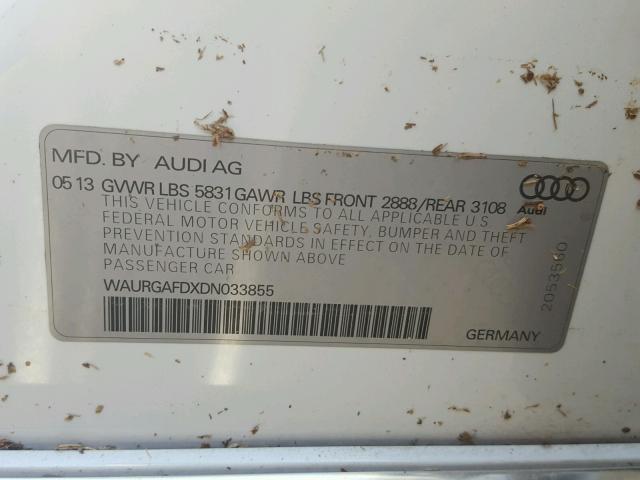 MFD. BY AUDI AG
05 13 GVWR LBS 5831 GAWR LBS FRONT 2888/REAR 3108
THIS VEHICLE CONFORMS TO ALL APPLICABLE U S
FEDERAL MOTOR VEHICLE SAFETY, BUMPER AND THEFT
PREVENTION STANDARDS IN EFFECT ON THE DATE OF
MANUFACTURE SHOWN ABOVE
PASSENGER CAR
WAURGAFDXDN033855
GERMANY
Audi
2053560